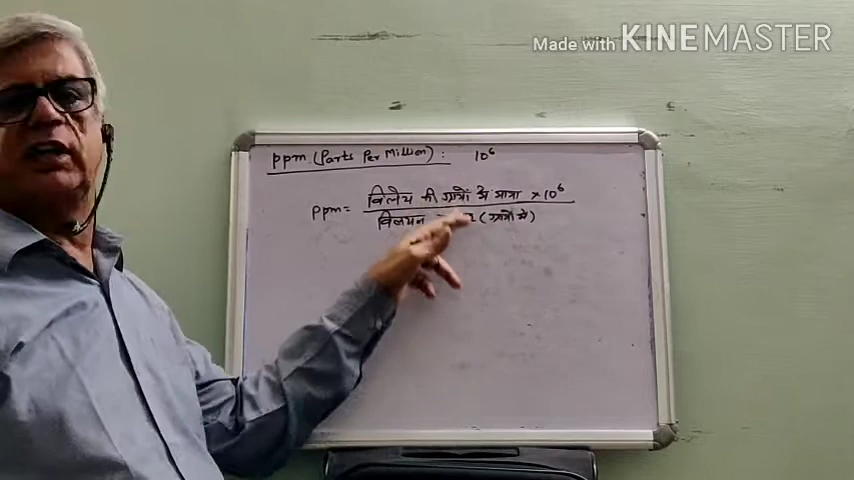 Made with KINEMASTER
ppm (Parts Per Million) : 10⁶
ppm = विलेय की ग्रामों में मात्रा × 10⁶
विलयन (ग्रामों में)